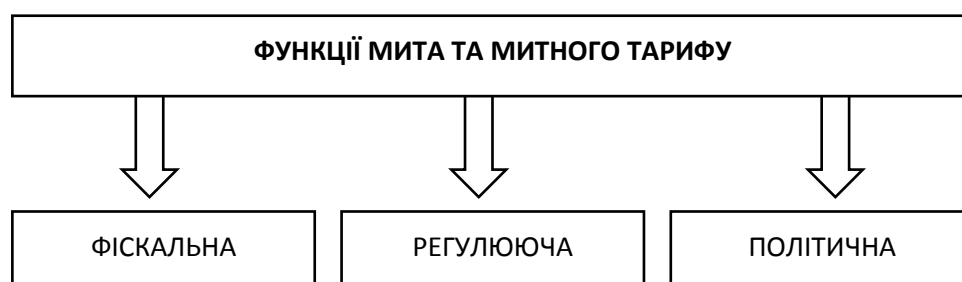 ФУНКЦІЇ МИТА ТА МИТНОГО ТАРИФУ
ФІСКАЛЬНА
РЕГУЛЮЮЧА
ПОЛІТИЧНА